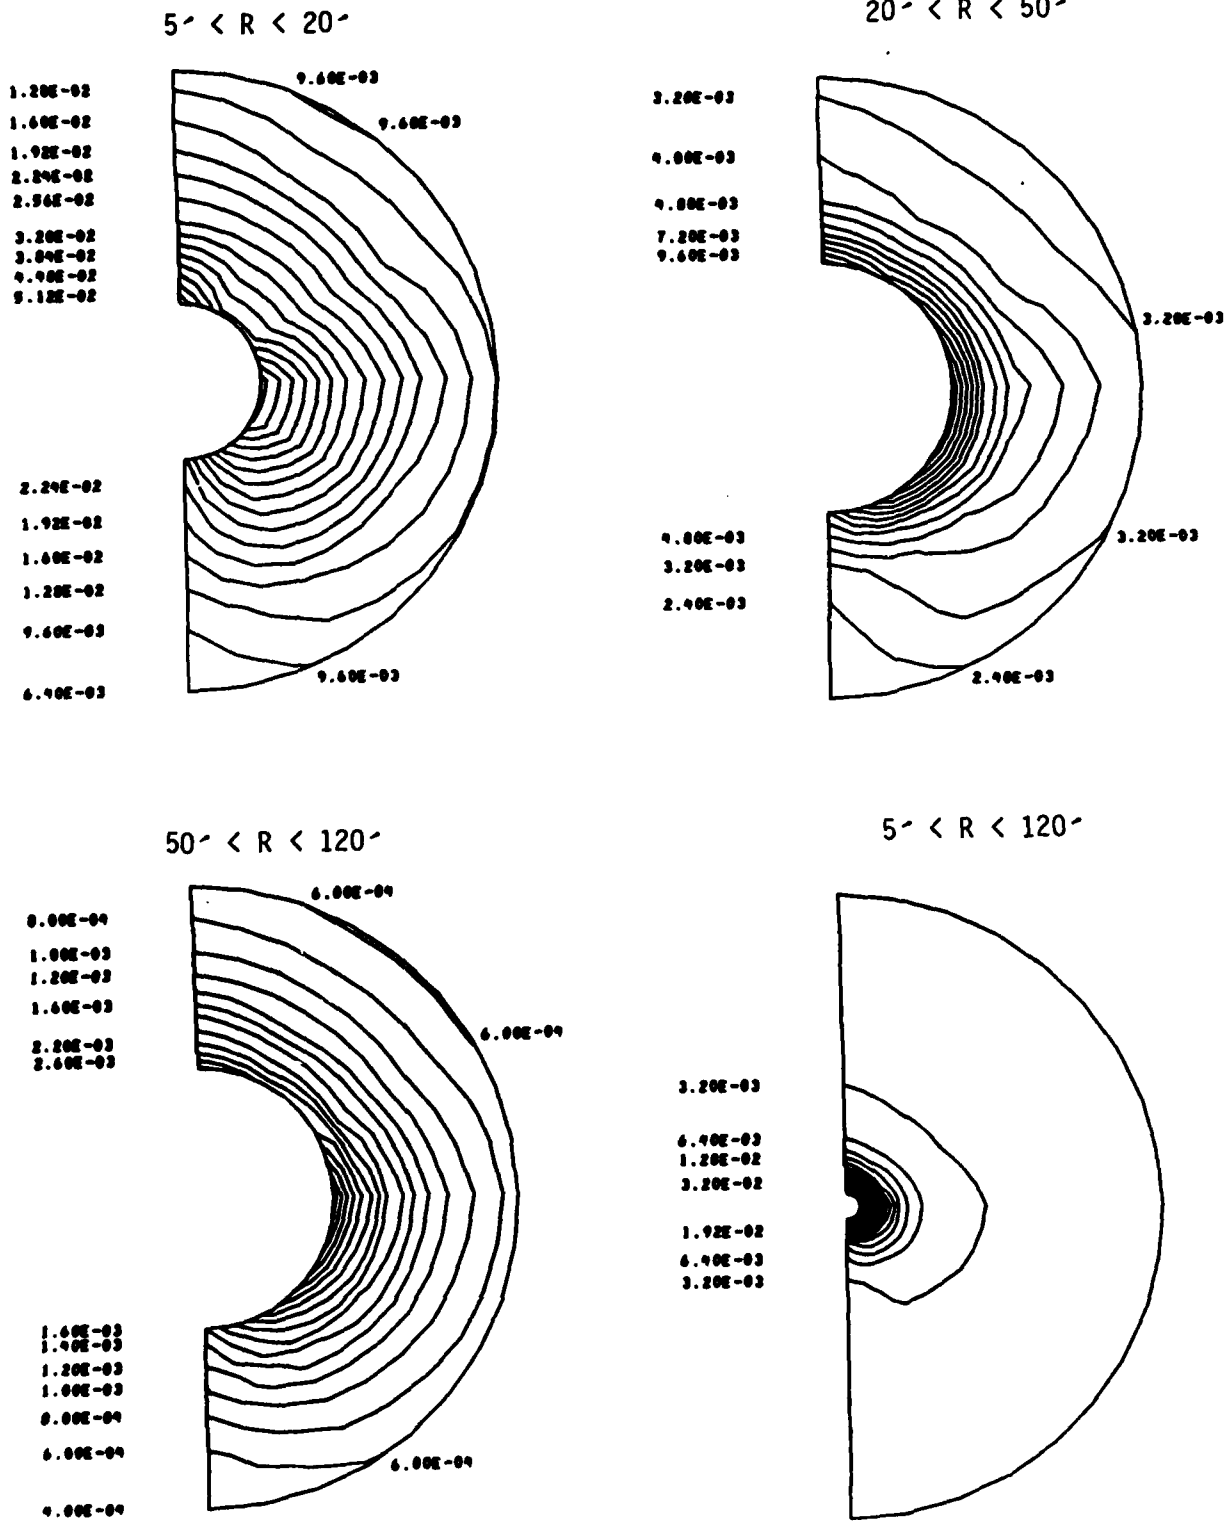 5´ < R < 20´
9.60E-03
9.60E-03
1.28E-02
1.60E-02
1.92E-02
2.24E-02
2.56E-02
3.20E-02
3.84E-02
4.48E-02
5.12E-02
2.24E-02
1.92E-02
1.60E-02
1.28E-02
9.60E-03
6.40E-03
9.60E-03
20´ < R < 50´
3.20E-03
4.00E-03
4.80E-03
7.20E-03
9.60E-03
3.20E-03
4.80E-03
3.20E-03
2.40E-03
3.20E-03
2.40E-03
50´ < R < 120´
6.00E-04
8.00E-04
1.00E-03
1.20E-03
1.60E-03
2.20E-03
2.60E-03
6.00E-04
1.60E-03
1.40E-03
1.20E-03
1.00E-03
8.00E-04
6.00E-04
4.00E-04
6.00E-04
5´ < R < 120´
3.20E-03
6.40E-03
1.28E-02
3.20E-02
1.92E-02
6.40E-03
3.20E-03